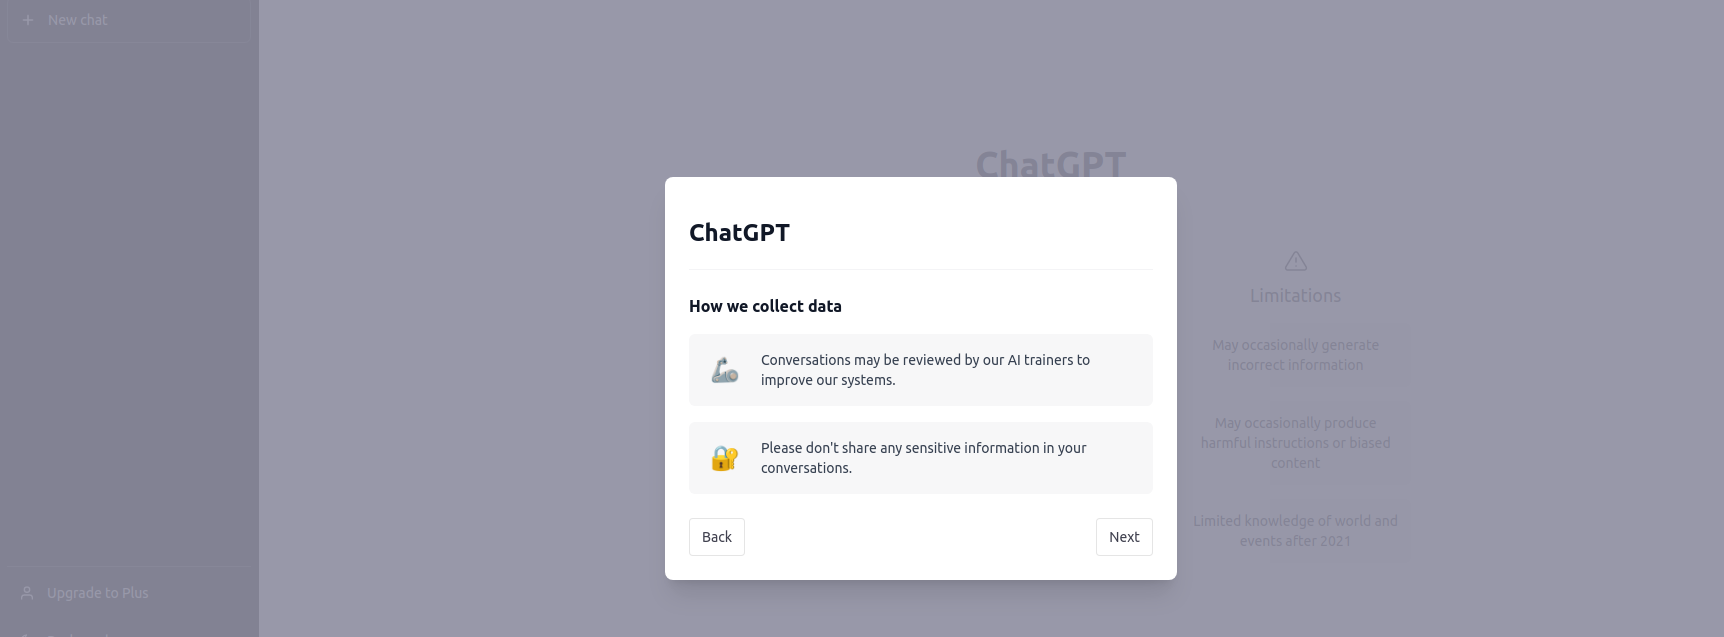 New chat
ChatGPT
ChatGPT
How we collect data
Conversations may be reviewed by our AI trainers to
improve our systems.
Please don't share any sensitive information in your
conversations.
Back
Next
Limitations
May occasionally generate
incorrect information
May occasionally produce
harmful instructions or biased
content
Limited knowledge of world and
events after 2021
Upgrade to Plus